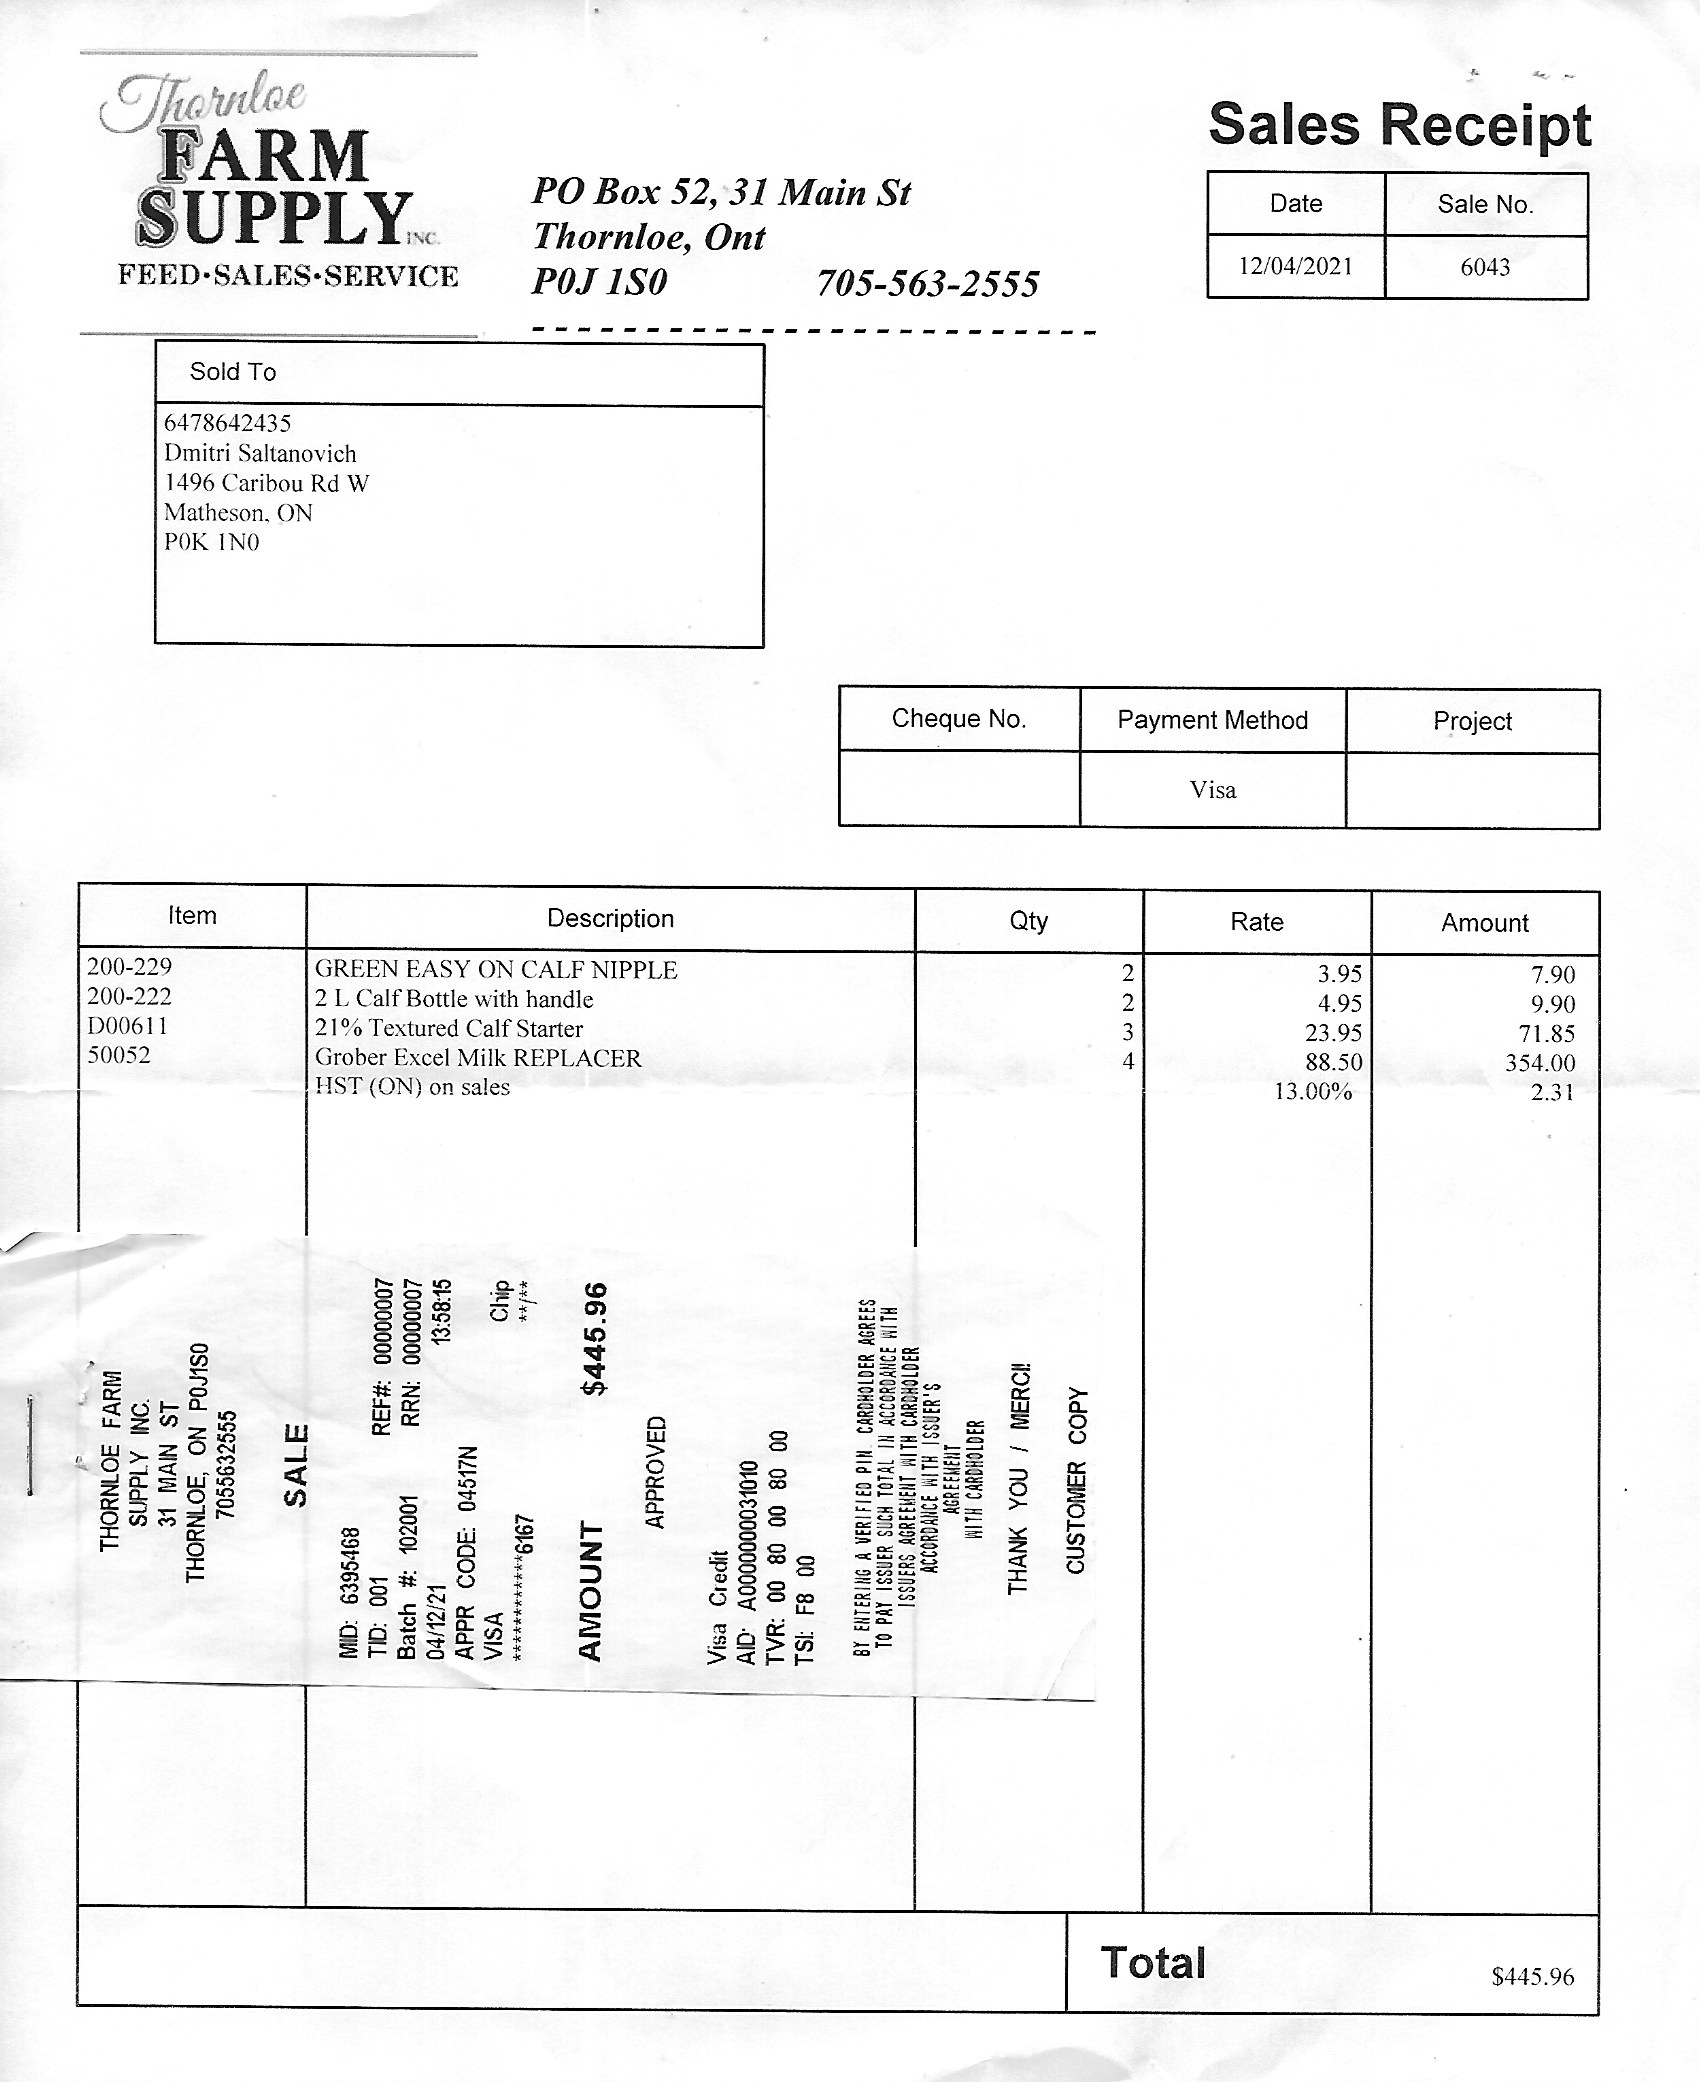 Thornloe
FARM
SUPPLY INC.
FEED•SALES•SERVICE
PO Box 52, 31 Main St
Thornloe, Ont
P0J 1S0 705-563-2555
Sales Receipt
Date Sale No.
12/04/2021 6043
Sold To
6478642435
Dmitri Saltanovich
1496 Caribou Rd W
Matheson, ON
P0K 1N0
Cheque No. Payment Method Project
Visa
Item Description Qty Rate Amount
200-229 GREEN EASY ON CALF NIPPLE 2 3.95 7.90
200-222 2 L Calf Bottle with handle 2 4.95 9.90
D00611 21% Textured Calf Starter 3 23.95 71.85
50052 Grober Excel Milk REPLACER 4 88.50 354.00
HST (ON) on sales 13.00% 2.31
THORNLOE FARM
SUPPLY INC.
31 MAIN ST
THORNLOE, ON P0J1S0
7055632555
SALE
MID: 6395468
TID: 001 REF#: 00000007
Batch #: 102001 RRN: 00000007
04/12/21 13:58:15
APPR CODE: 04517N
VISA Chip
************6167 **/**
AMOUNT $445.96
APPROVED
Visa Credit
AID: A0000000031010
TVR: 00 80 00 80 00
TSI: F8 00
BY ENTERING A VERIFIED PIN, CARDHOLDER AGREES
TO PAY ISSUER SUCH TOTAL IN ACCORDANCE WITH
ISSUERS AGREEMENT WITH CARDHOLDER
ACCORDANCE WITH ISSUER'S
AGREEMENT
WITH CARDHOLDER
THANK YOU / MERCI!
CUSTOMER COPY
Total $445.96